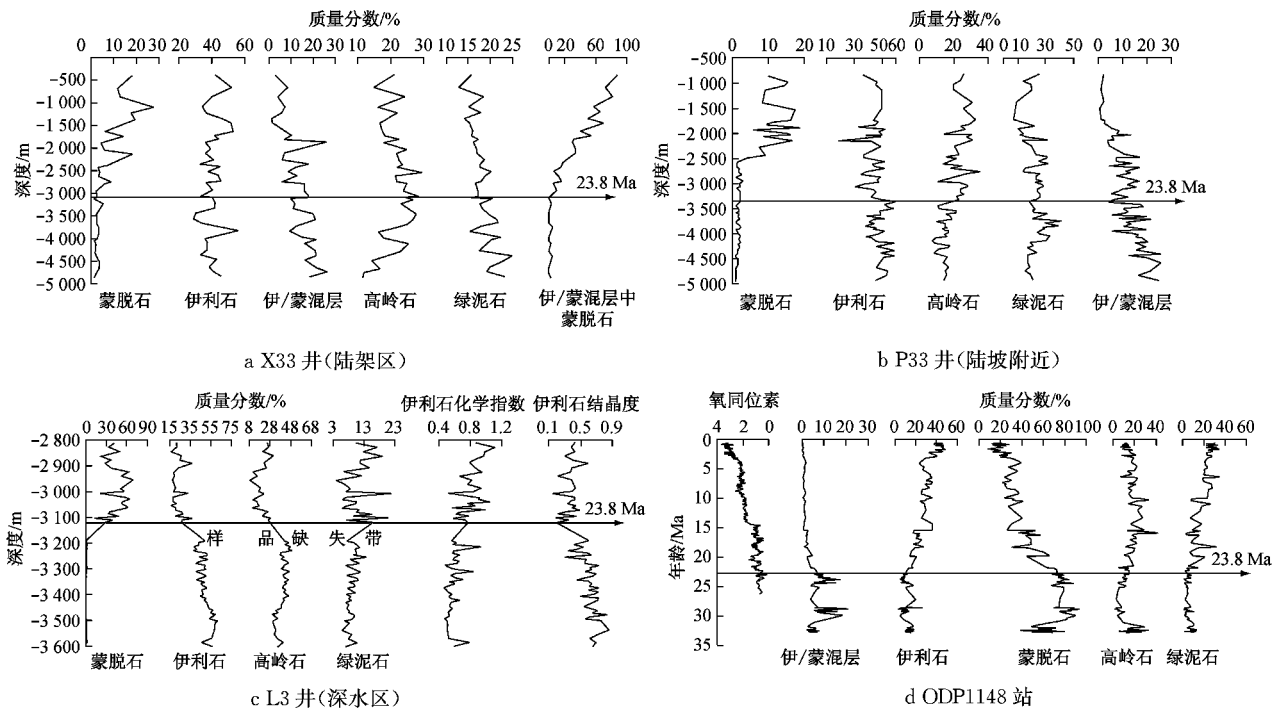 质量分数/%
0 10 20 30 20 40 60 0 10 20 30 40 10 20 30 10 15 20 25 0 20 60 100
-500
-1 000
-1 500
-2 000
-2 500
-3 000
-3 500
-4 000
-4 500
-5 000
深度/m
23.8 Ma
蒙脱石 伊利石 伊/蒙混层 高岭石 绿泥石 伊/蒙混层中
蒙脱石
a X33 井(陆架区)
质量分数/%
0 10 20 10 30 50 60 0 20 40 0 10 30 50 0 10 20 30
-500
-1 000
-1 500
-2 000
-2 500
-3 000
-3 500
-4 000
-4 500
-5 000
深度/m
23.8 Ma
蒙脱石 伊利石 高岭石 绿泥石 伊/蒙混层
b P33 井(陆坡附近)
质量分数/% 伊利石化学指数 伊利石结晶度
0 30 60 90 15 35 55 75 8 28 48 68 3 13 23 0.4 0.8 1.2 0.1 0.5 0.9
-2 800
-2 900
-3 000
-3 100
-3 200
-3 300
-3 400
-3 500
-3 600
深度/m
23.8 Ma
样 品 缺 失 带
蒙脱石 伊利石 高岭石 绿泥石
c L3 井(深水区)
氧同位素 质量分数/%
4 2 0 0 10 20 30 0 20 40 60 0 20 40 60 80 100 0 20 40 0 20 40 60
0
5
10
15
20
25
30
35
年龄/Ma
23.8 Ma
伊/蒙混层 伊利石 蒙脱石 高岭石 绿泥石
d ODP1148 站